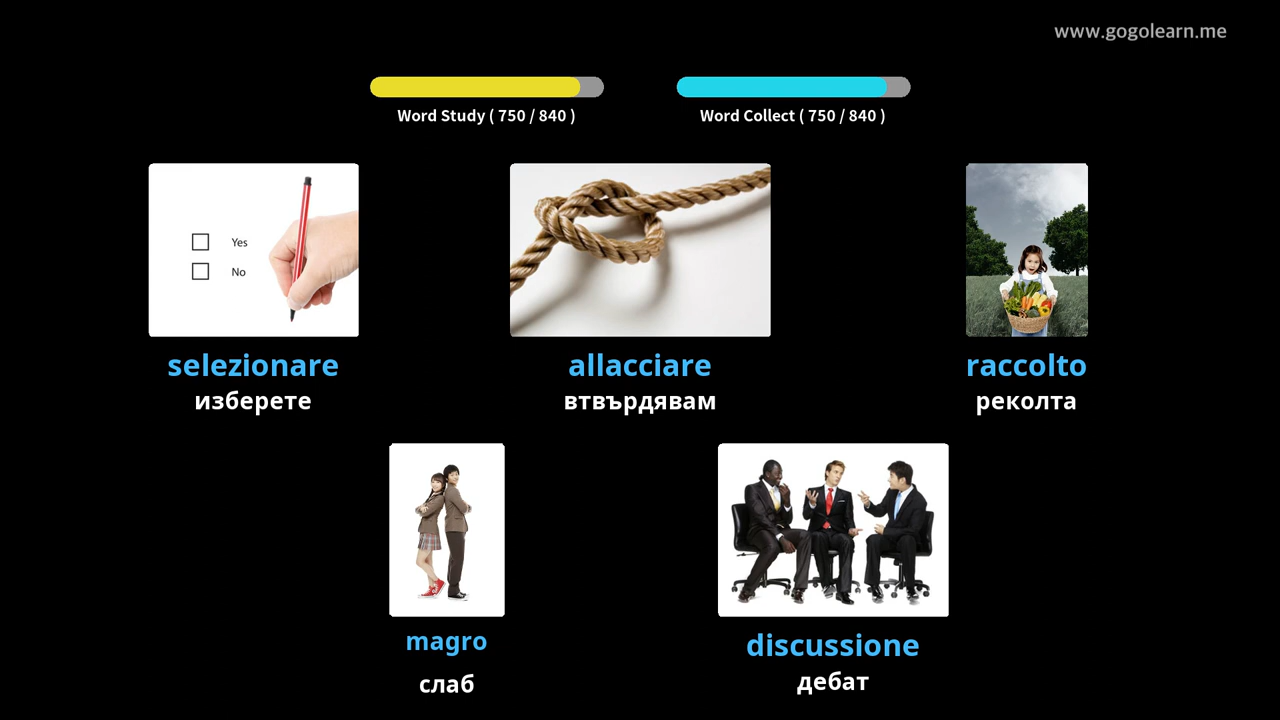 www.gogolearn.me
Word Study ( 750 / 840 )
Word Collect ( 750 / 840 )
Yes
No
selezionare
изберете
allacciare
втвърдявам
raccolto
реколта
magro
слаб
discussione
дебат